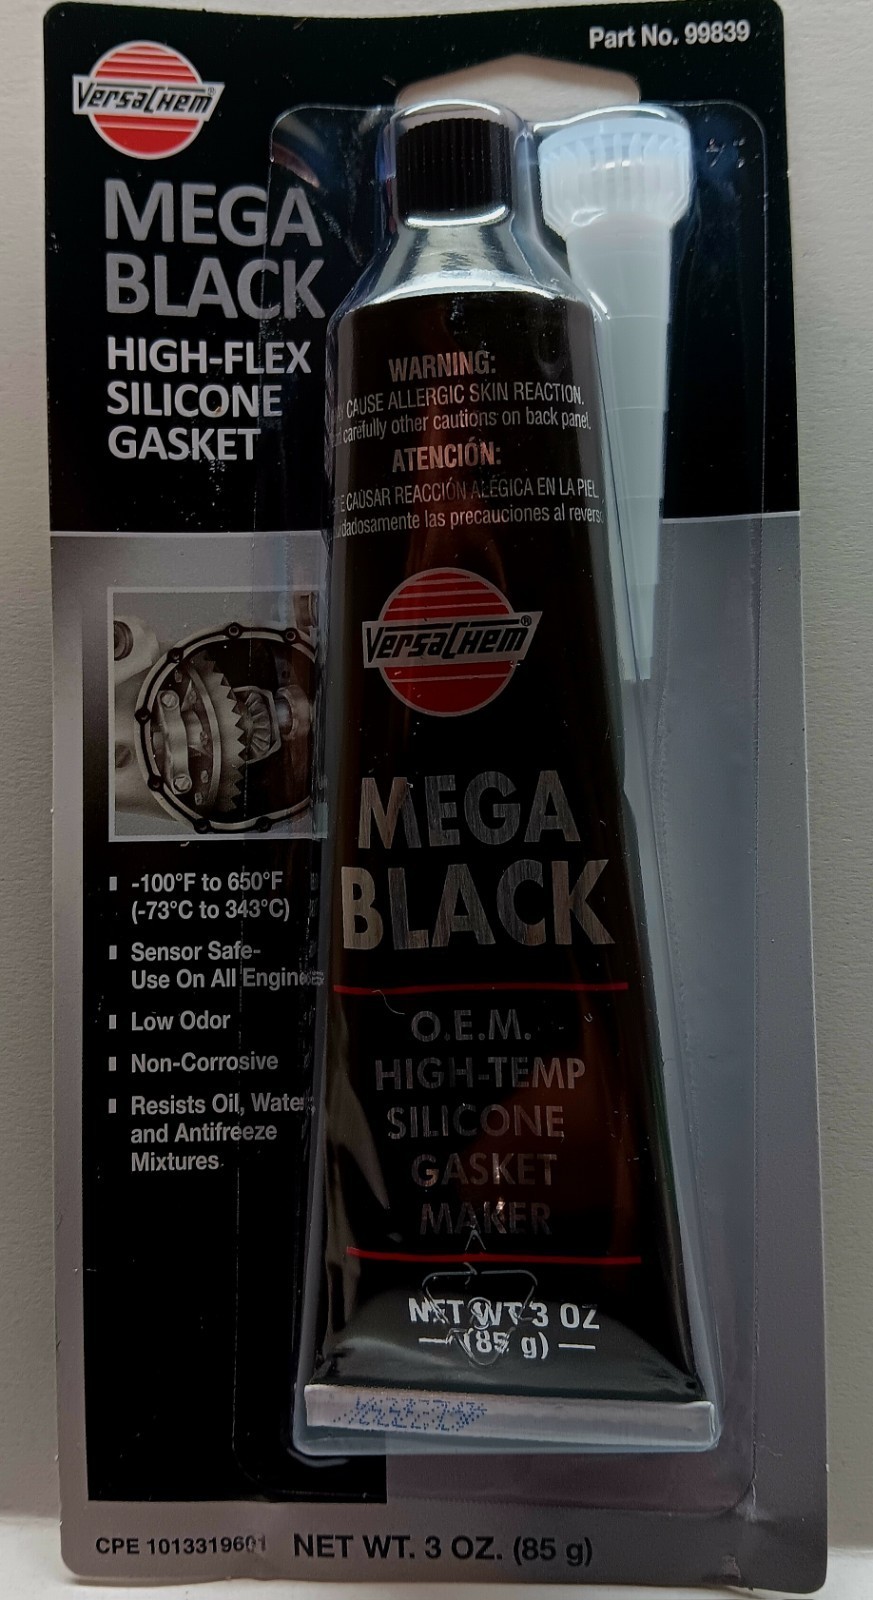 Part No. 99839
VERSACHEM®
MEGA
BLACK
HIGH-FLEX
SILICONE
GASKET
-100°F to 650°F
(-73°C to 343°C)
Sensor Safe-
Use On All Engines
Low Odor
Non-Corrosive
Resists Oil, Water
and Antifreeze
Mixtures
WARNING:
CAUSE ALLERGIC SKIN REACTION.
carefully other cautions on back panel.
ATENCIÓN:
CAUSAR REACCIÓN ALÉGICA EN LA PIEL
las precauciones al
VERSACHEM®
MEGA
BLACK
O.E.M.
HIGH-TEMP
SILICONE
GASKET
MAKER
NET WT 3 OZ
(85 g)
CPE 1013319601
NET WT. 3 OZ. (85 g)